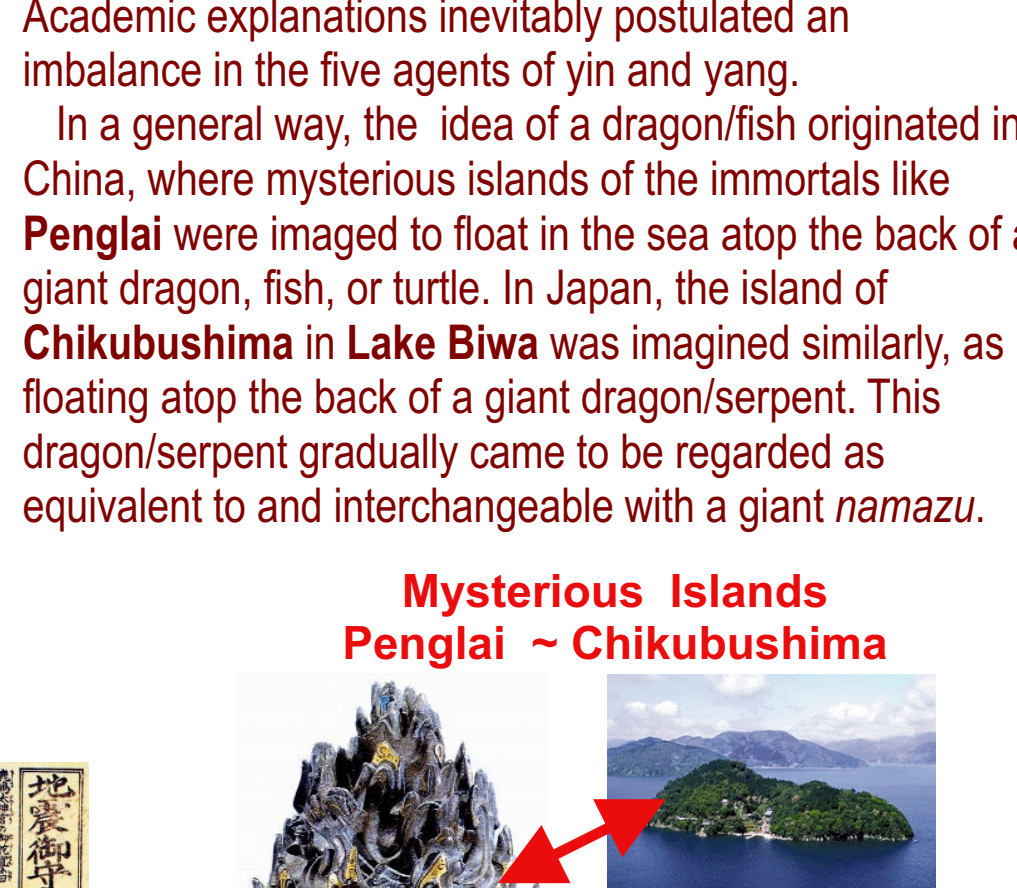 Academic explanations inevitably postulated an
imbalance in the five agents of yin and yang.
In a general way, the idea of a dragon/fish originated in
China, where mysterious islands of the immortals like
Penglai were imaged to float in the sea atop the back of a
giant dragon, fish, or turtle. In Japan, the island of
Chikubushima in Lake Biwa was imagined similarly, as
floating atop the back of a giant dragon/serpent. This
dragon/serpent gradually came to be regarded as
equivalent to and interchangeable with a giant namazu.
Mysterious Islands
Penglai ~ Chikubushima
地震御守